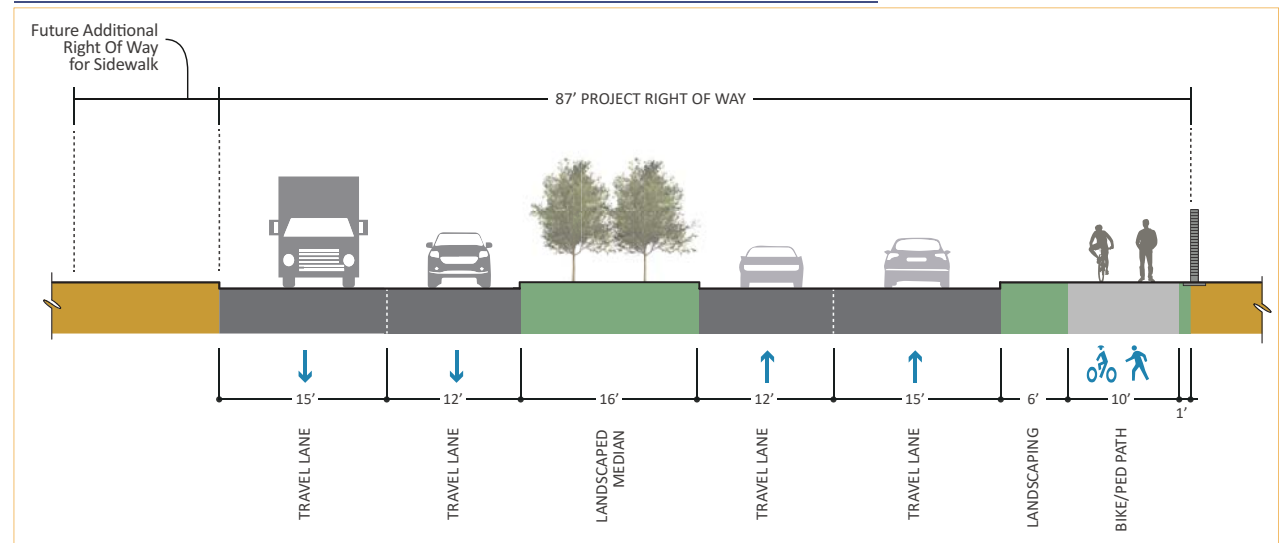 Future Additional
Right Of Way
for Sidewalk
87’ PROJECT RIGHT OF WAY
15’
12’
16’
12’
15’
6’
10’
1’
TRAVEL LANE
TRAVEL LANE
LANDSCAPED
MEDIAN
TRAVEL LANE
TRAVEL LANE
LANDSCAPING
BIKE/PED PATH